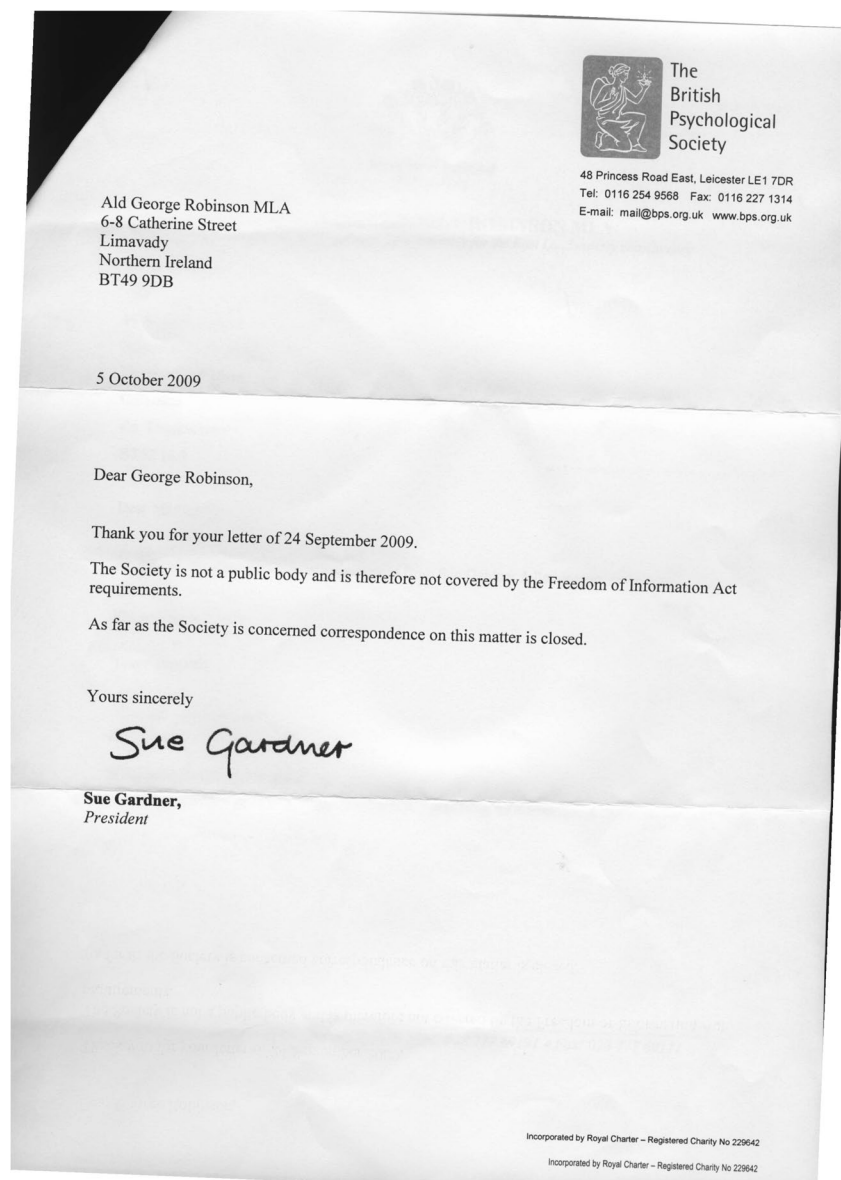 The
British
Psychological
Society
48 Princess Road East, Leicester LE1 7DR
Tel: 0116 254 9568 Fax: 0116 227 1314
E-mail: mail@bps.org.uk www.bps.org.uk
Ald George Robinson MLA
6-8 Catherine Street
Limavady
Northern Ireland
BT49 9DB
5 October 2009
Dear George Robinson,
Thank you for your letter of 24 September 2009.
The Society is not a public body and is therefore not covered by the Freedom of Information Act
requirements.
As far as the Society is concerned correspondence on this matter is closed.
Yours sincerely
Sue Gardner
Sue Gardner,
President
Incorporated by Royal Charter – Registered Charity No 229642
Incorporated by Royal Charter – Registered Charity No 229642